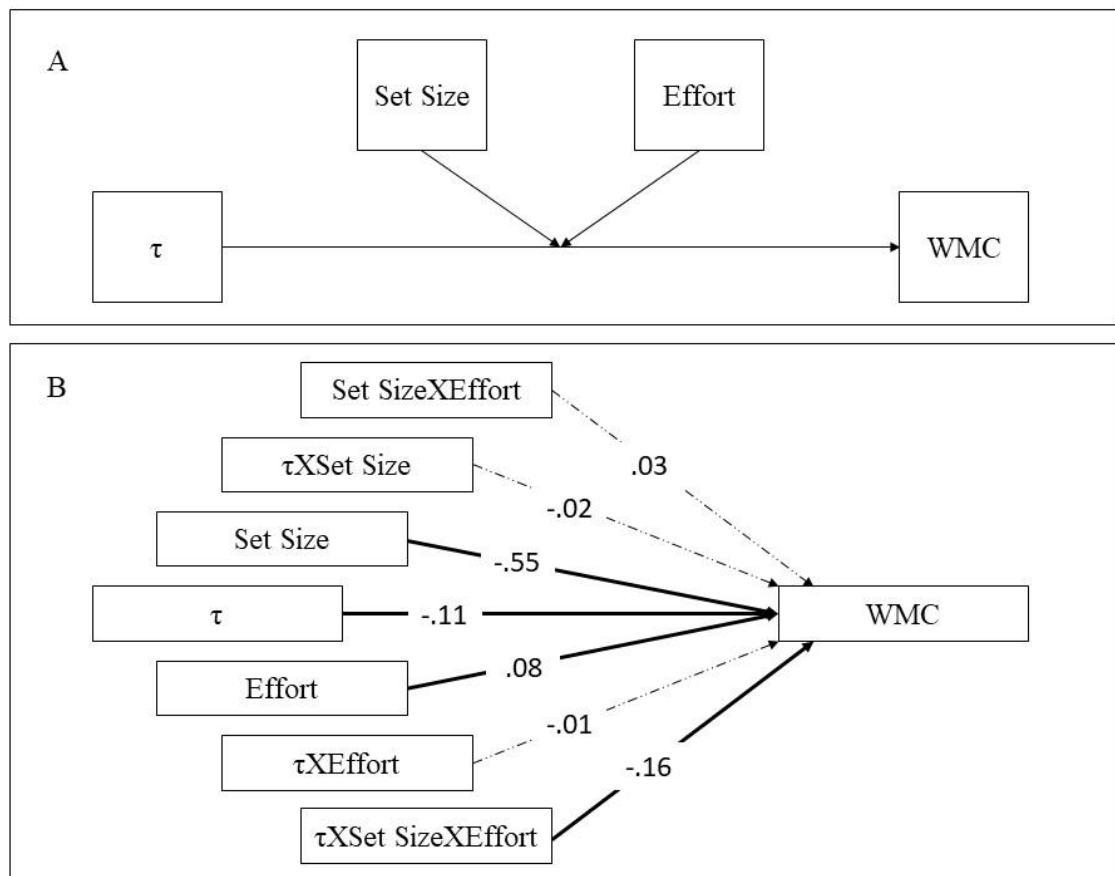 A
Set Size
Effort
τ
WMC
B
Set SizeXEffort
.03
τXSet Size
-.02
Set Size
-.55
τ
-.11
WMC
Effort
.08
τXEffort
-.01
-.16
τXSet SizeXEffort